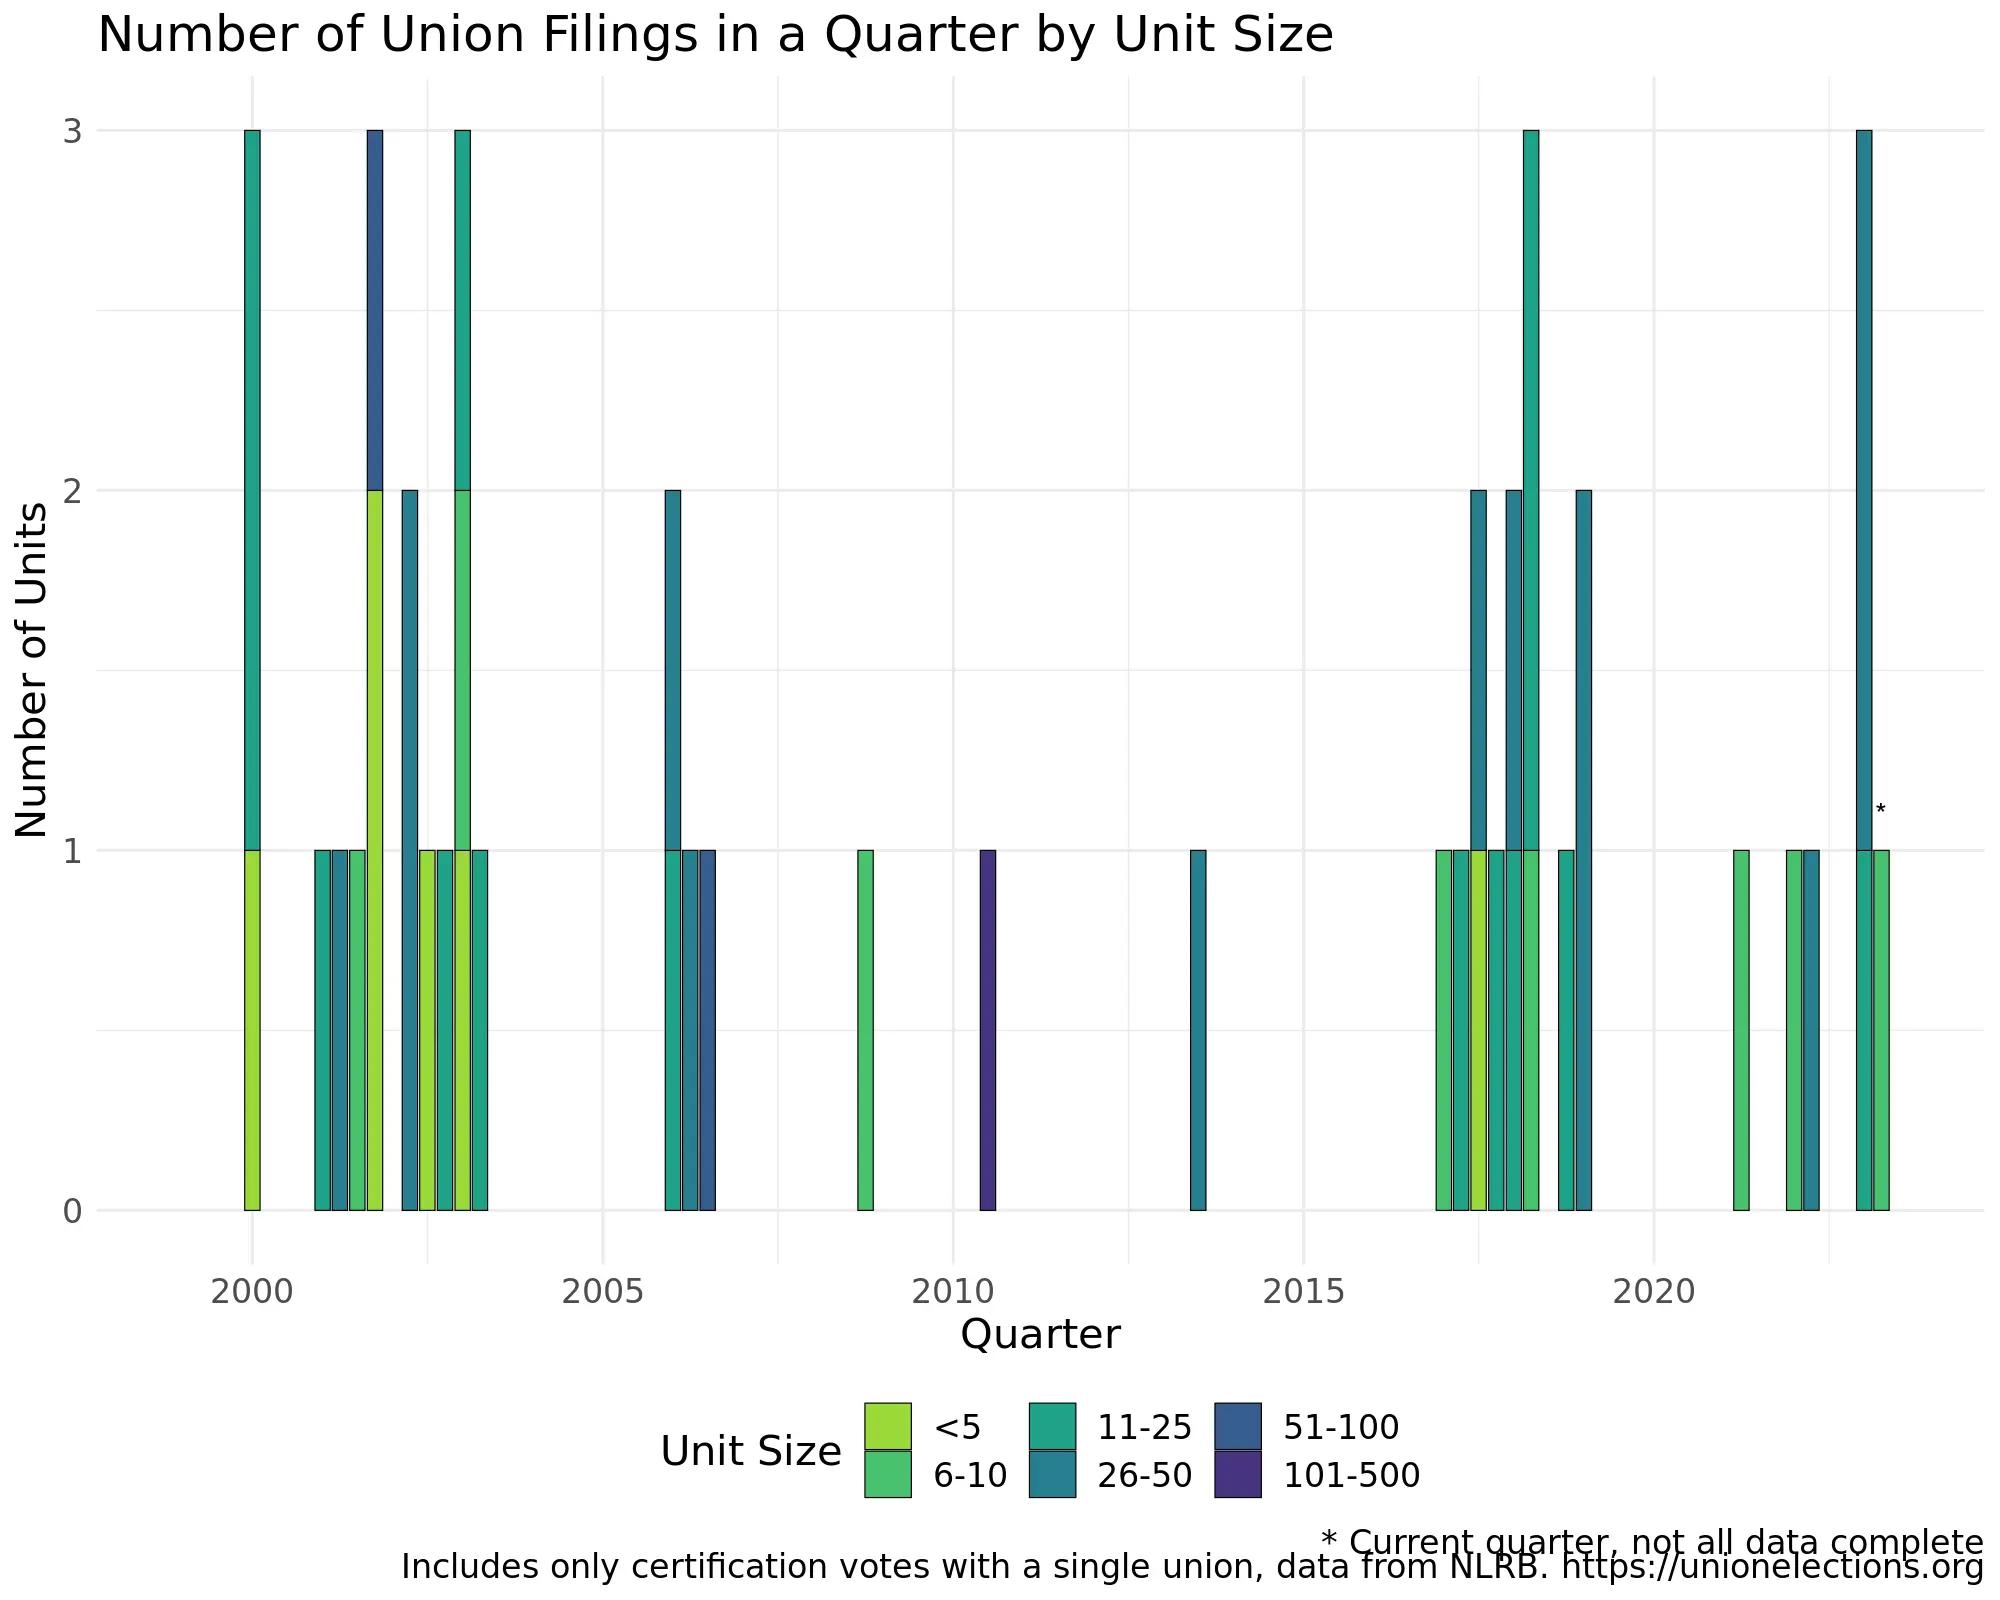 Number of Union Filings in a Quarter by Unit Size
Number of Units
3
2
1
0
*
2000 2005 2010 2015 2020
Quarter
Unit Size
<5 11-25 51-100
6-10 26-50 101-500
* Current quarter, not all data complete
Includes only certification votes with a single union, data from NLRB. https://unionelections.org